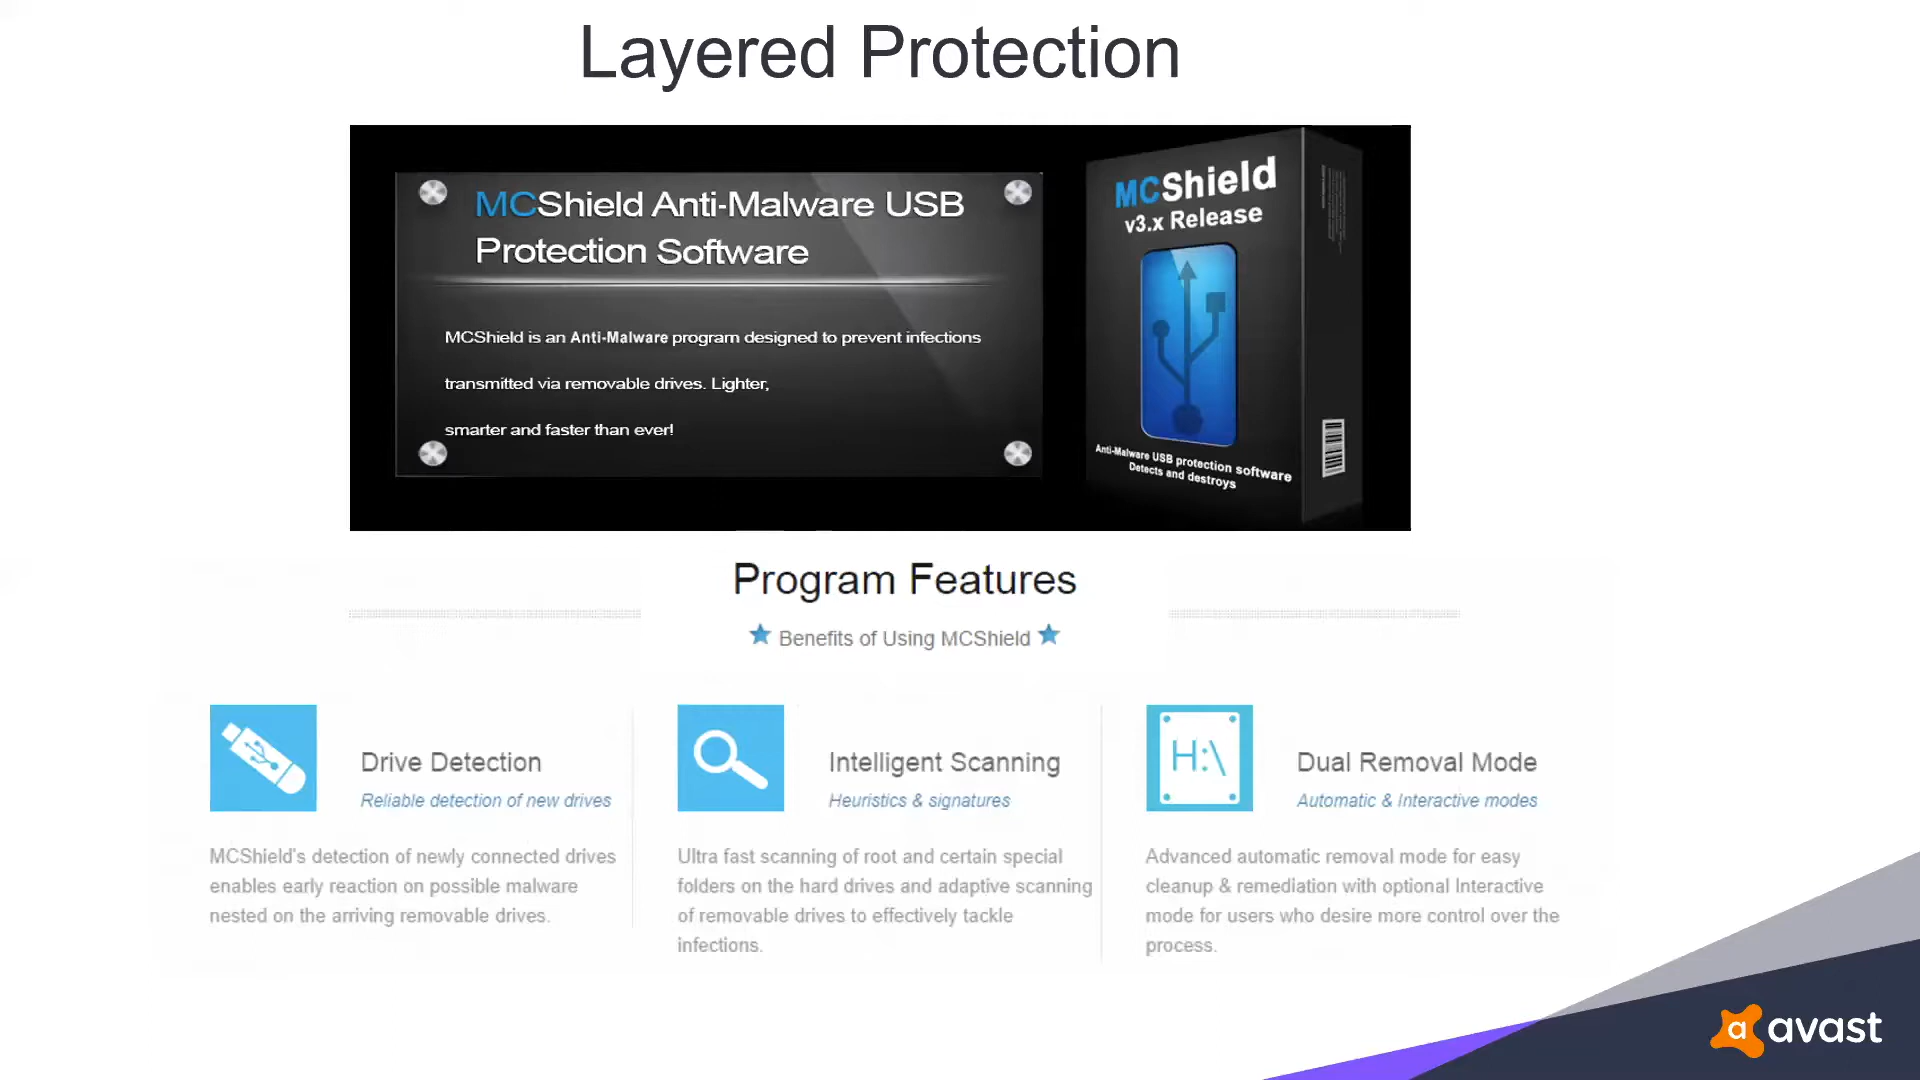 Layered Protection
MCShield Anti-Malware USB
Protection Software
MCShield is an Anti-Malware program designed to prevent infections
transmitted via removable drives. Lighter,
smarter and faster than ever!
MCShield
v3.x Release
Anti-Malware USB protection software
Detects and destroys
Program Features
Benefits of Using MCShield
Drive Detection
Reliable detection of new drives
MCShield's detection of newly connected drives
enables early reaction on possible malware
nested on the arriving removable drives.
Intelligent Scanning
Heuristics & signatures
Ultra fast scanning of root and certain special
folders on the hard drives and adaptive scanning
of removable drives to effectively tackle
infections.
H:\
Dual Removal Mode
Automatic & Interactive modes
Advanced automatic removal mode for easy
cleanup & remediation with optional Interactive
mode for users who desire more control over the
process.
a avast